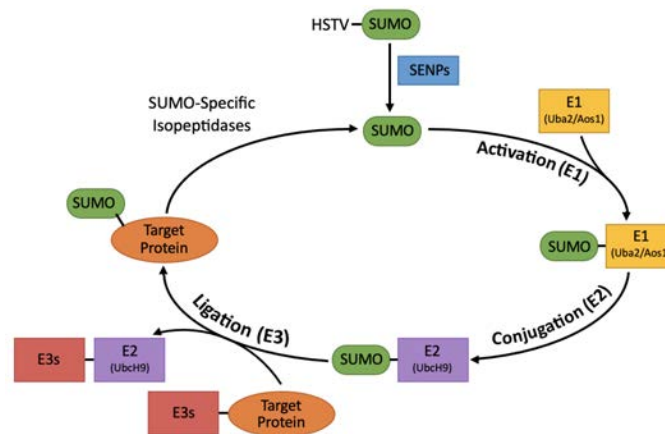 HSTV
SUMO
SENPs
SUMO-Specific
Isopeptidases
SUMO
E1
(Uba2/Aos1)
Activation (E1)
SUMO
Target
Protein
SUMO
E1
(Uba2/Aos1
Ligation (E3)
Conjugation (E2)
E3s
E2
(UbcH9)
SUMO
E2
(UbcH9)
E3s
Target
Protein